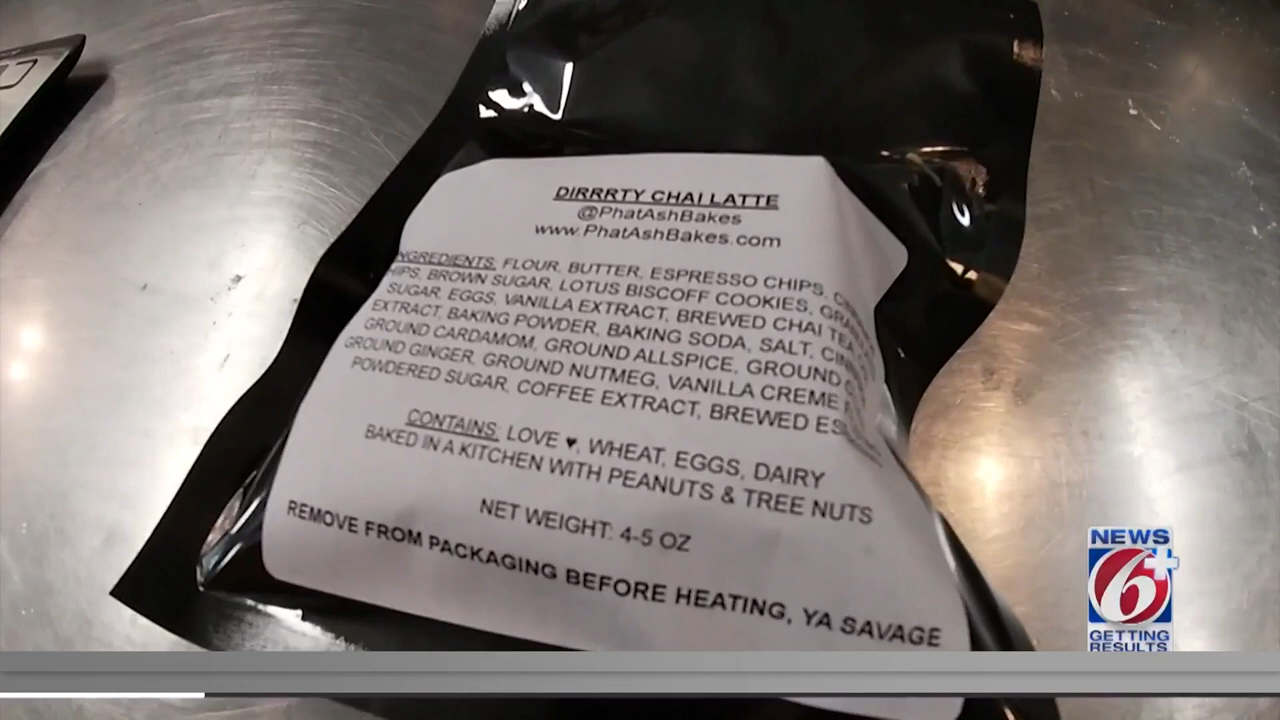 DIRRRTY CHAI LATTE
@PhatAshBakes
www.PhatAshBakes.com
INGREDIENTS: FLOUR, BUTTER, ESPRESSO CHIPS,
BROWN SUGAR, LOTUS BISCOFF COOKIES,
SUGAR, EGGS, VANILLA EXTRACT, BREWED CHAI
EXTRACT, BAKING POWDER, BAKING SODA, SALT,
GROUND CARDAMOM, GROUND ALLSPICE, GROUND
GROUND GINGER, GROUND NUTMEG, VANILLA CREME
POWDERED SUGAR, COFFEE EXTRACT, BREWED
CONTAINS: LOVE ♥, WHEAT, EGGS, DAIRY
BAKED IN A KITCHEN WITH PEANUTS & TREE NUTS
NET WEIGHT: 4-5 OZ
REMOVE FROM PACKAGING BEFORE HEATING, YA SAVAGE
NEWS
6+
GETTING
RESULTS